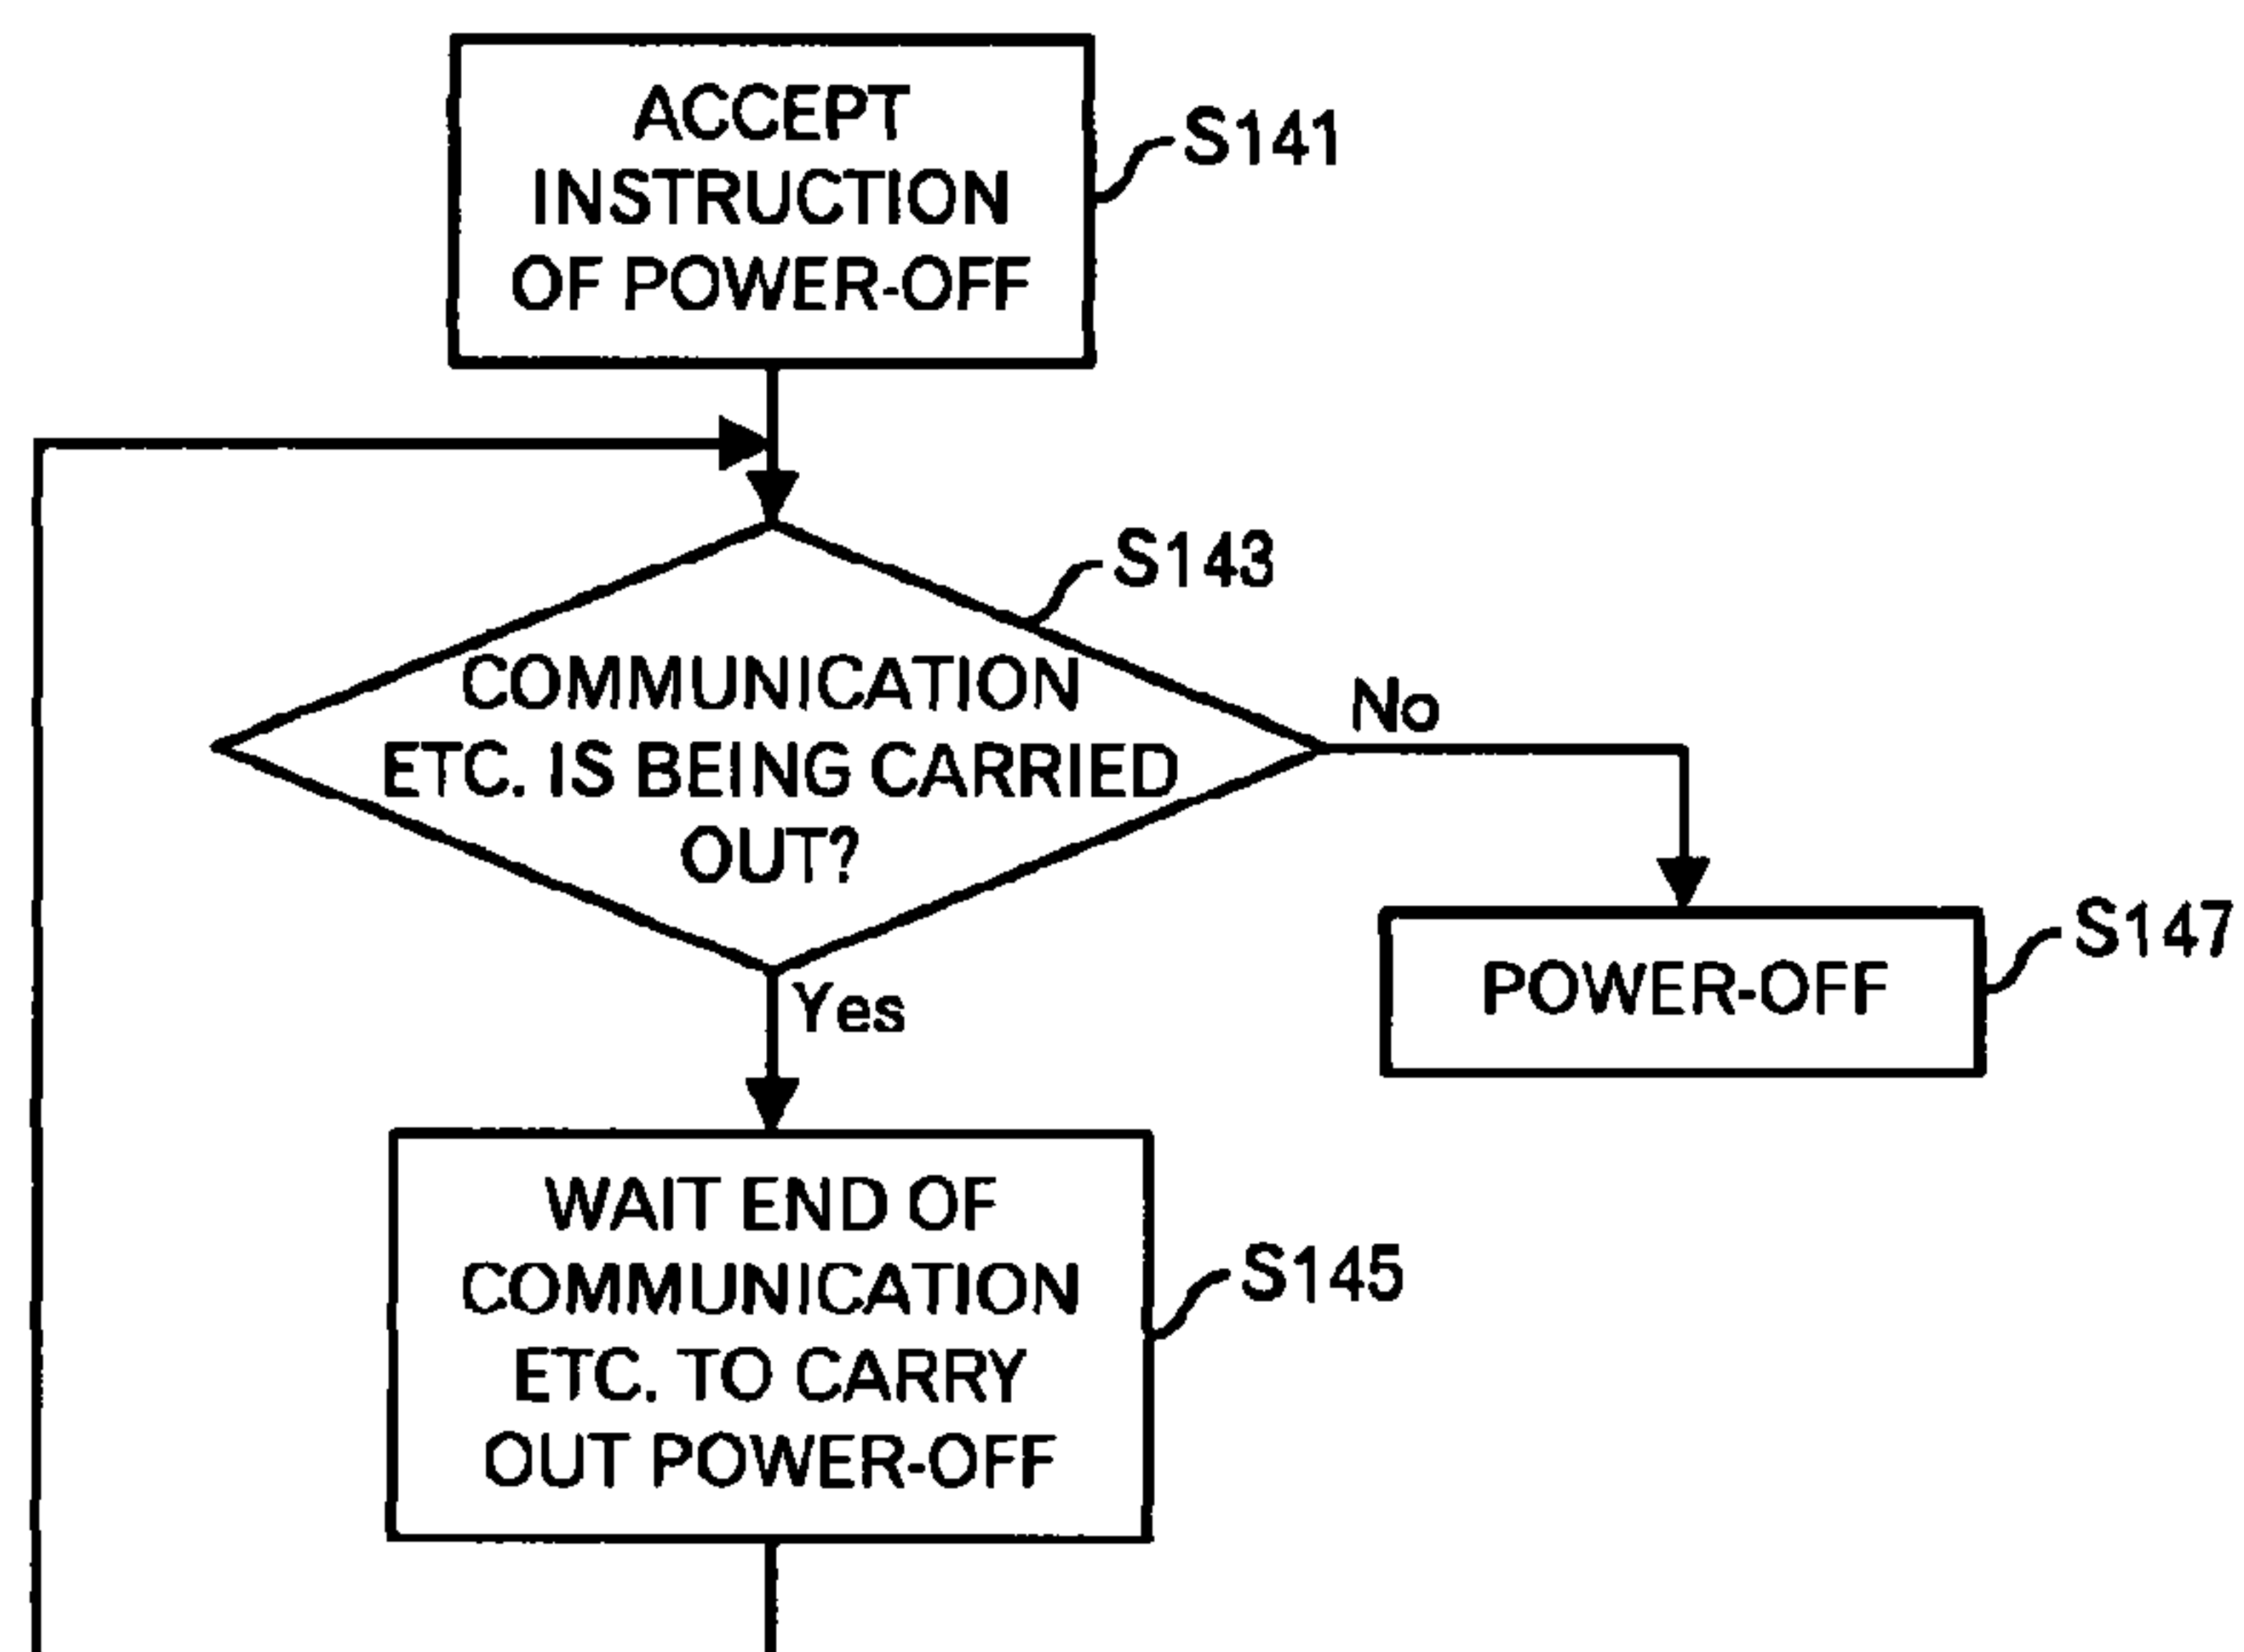 ACCEPT
INSTRUCTION
OF POWER-OFF
S141
S143
COMMUNICATION
ETC. IS BEING CARRIED
OUT?
No
Yes
POWER-OFF
S147
WAIT END OF
COMMUNICATION
ETC. TO CARRY
OUT POWER-OFF
S145